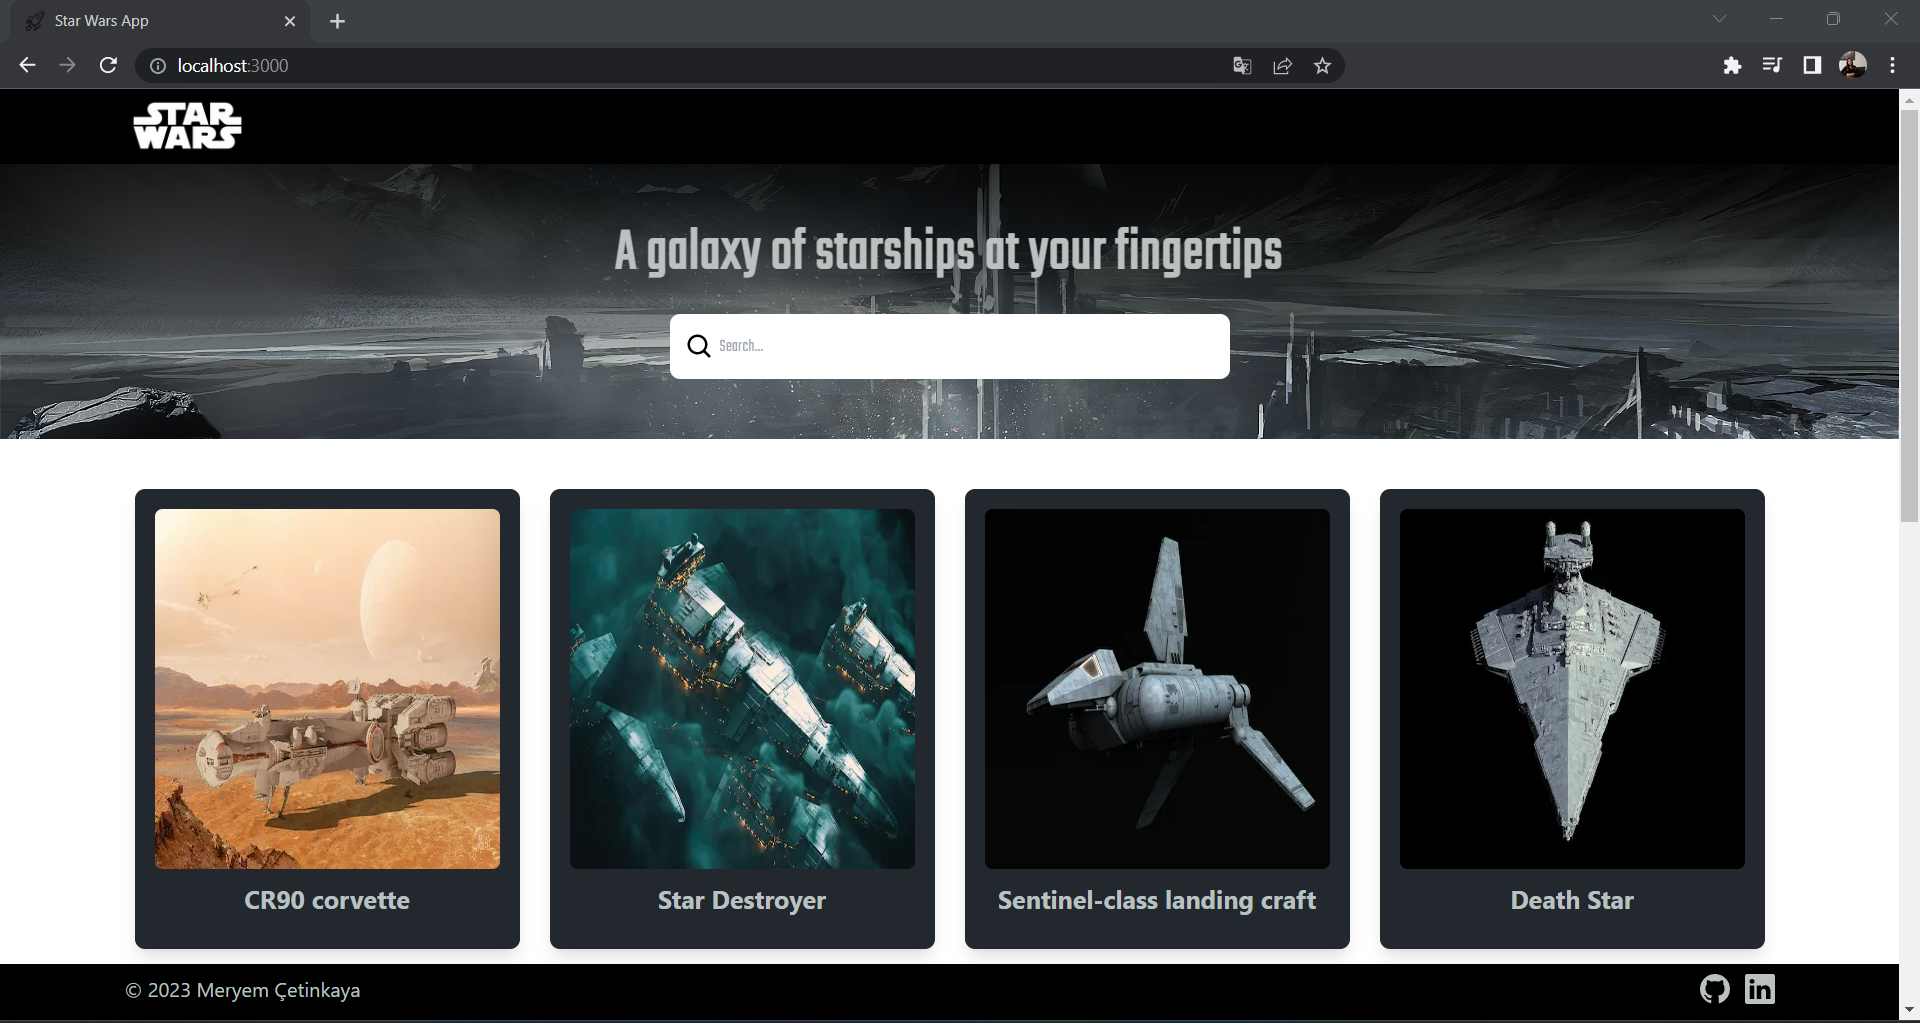 Star Wars App
localhost:3000
STAR
WARS
A galaxy of starships at your fingertips
Search...
CR90 corvette
Star Destroyer
Sentinel-class landing craft
Death Star
© 2023 Meryem Çetinkaya
in